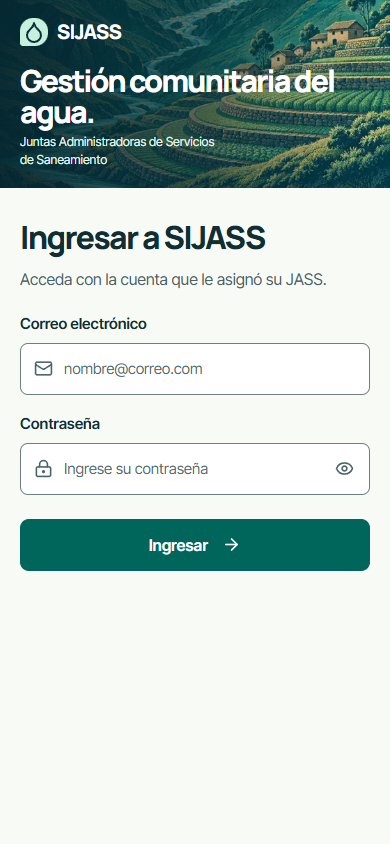 SIJASS
Gestión comunitaria del
agua.
Juntas Administradoras de Servicios
de Saneamiento
Ingresar a SIJASS
Acceda con la cuenta que le asignó su JASS.
Correo electrónico
nombre@correo.com
Contraseña
Ingrese su contraseña
Ingresar